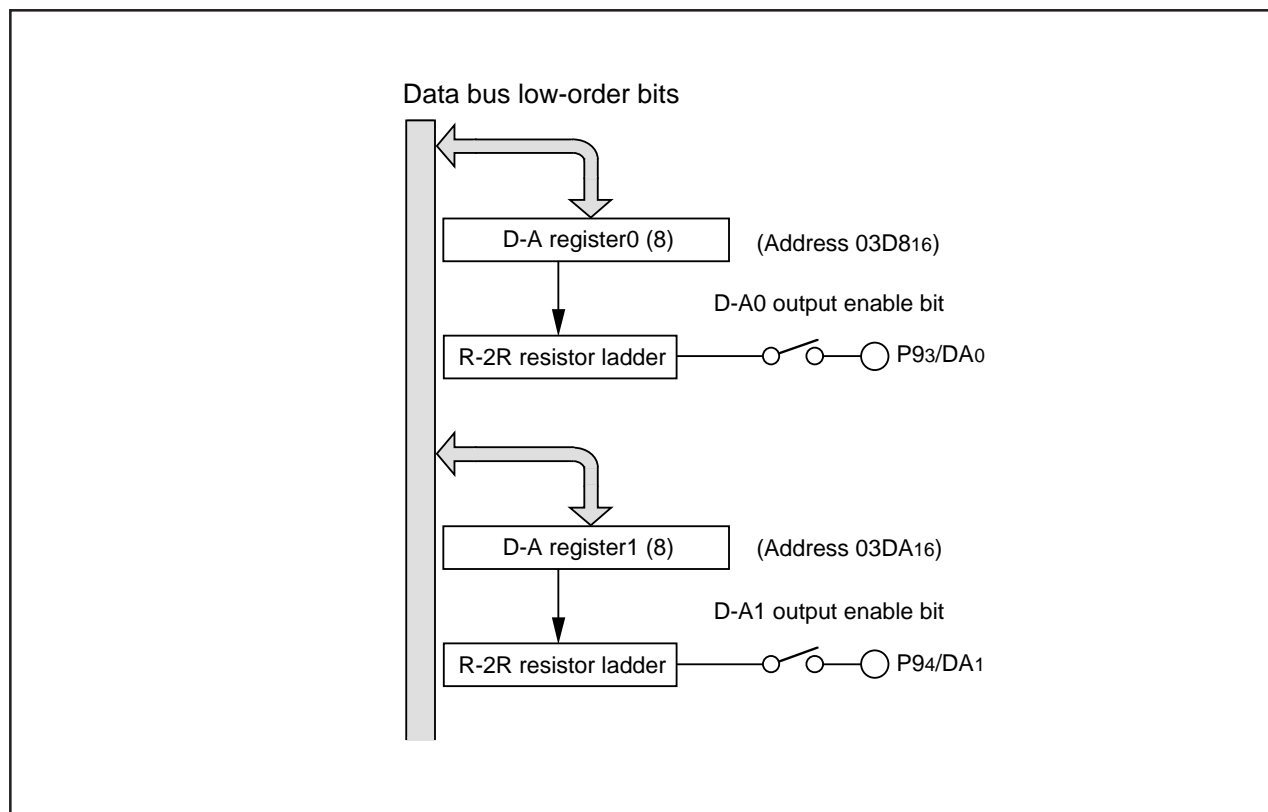 Data bus low-order bits
D-A register0 (8)
(Address 03D816)
D-A0 output enable bit
R-2R resistor ladder
P93/DA0
D-A register1 (8)
(Address 03DA16)
D-A1 output enable bit
R-2R resistor ladder
P94/DA1